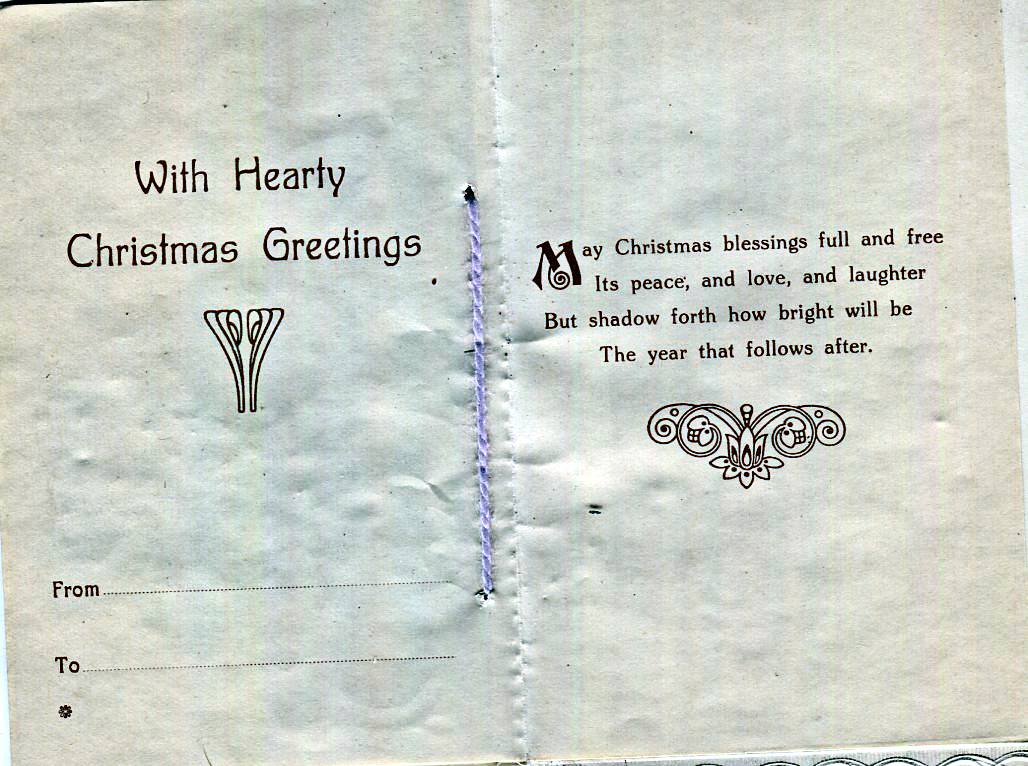 With Hearty
Christmas Greetings
From
To
May Christmas blessings full and free
Its peace, and love, and laughter
But shadow forth how bright will be
The year that follows after.